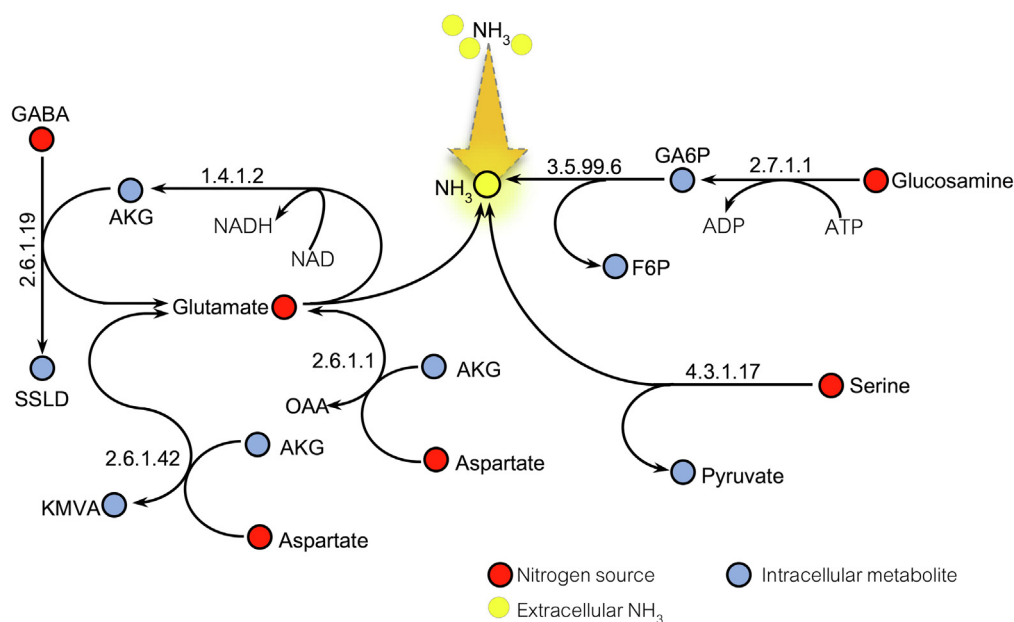 NH3
GABA
3.5.99.6
GA6P
2.7.1.1
1.4.1.2
NH3
Glucosamine
AKG
NADH
ADP
ATP
2.6.1.19
NAD
F6P
Glutamate
2.6.1.1
AKG
4.3.1.17
Serine
SSLD
OAA
2.6.1.42
AKG
Aspartate
Pyruvate
KMVA
Aspartate
Nitrogen source
Intracellular metabolite
Extracellular NH3